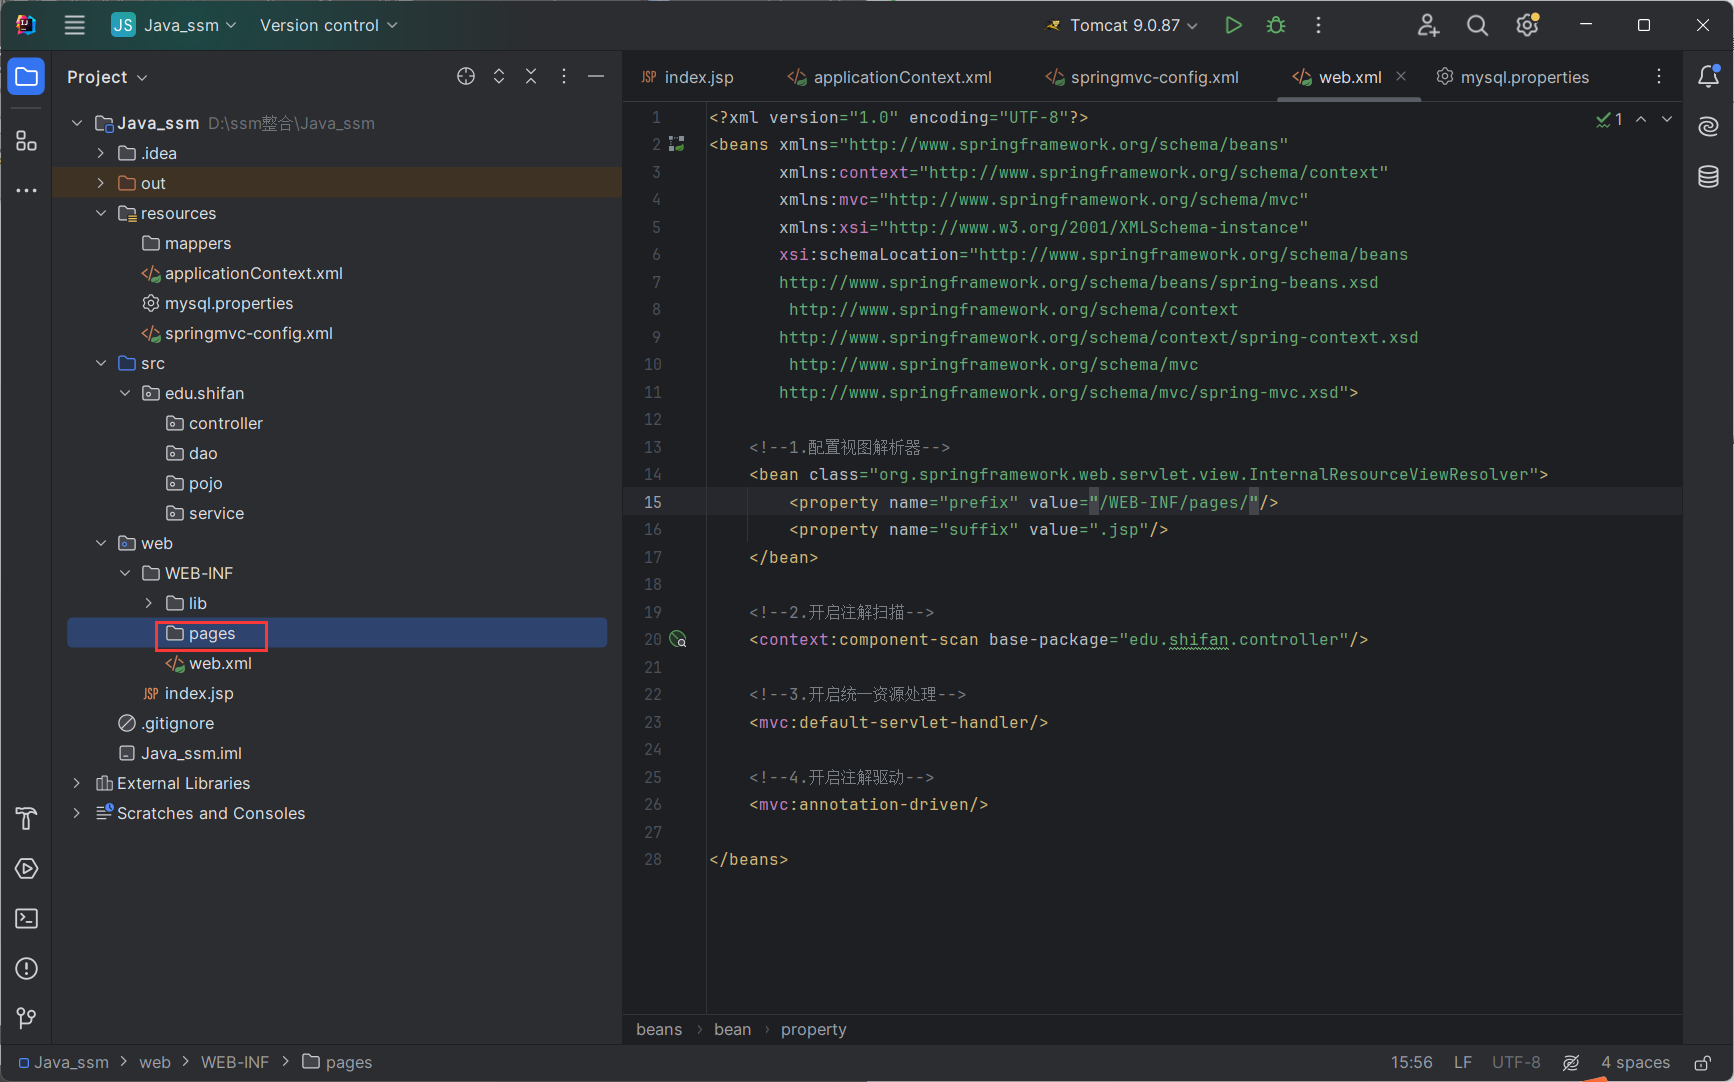 JS Java_ssm Version control Tomcat 9.0.87
Project
Java_ssm D:\ssm整合\Java_ssm
.idea
out
resources
mappers
applicationContext.xml
mysql.properties
springmvc-config.xml
src
edu.shifan
controller
dao
pojo
service
web
WEB-INF
lib
pages
web.xml
JSP index.jsp
.gitignore
Java_ssm.iml
External Libraries
Scratches and Consoles
JSP index.jsp applicationContext.xml springmvc-config.xml web.xml mysql.properties
1 <?xml version="1.0" encoding="UTF-8"?> 1
2 <beans xmlns="http://www.springframework.org/schema/beans"
3 xmlns:context="http://www.springframework.org/schema/context"
4 xmlns:mvc="http://www.springframework.org/schema/mvc"
5 xmlns:xsi="http://www.w3.org/2001/XMLSchema-instance"
6 xsi:schemaLocation="http://www.springframework.org/schema/beans
7 http://www.springframework.org/schema/beans/spring-beans.xsd
8 http://www.springframework.org/schema/context
9 http://www.springframework.org/schema/context/spring-context.xsd
10 http://www.springframework.org/schema/mvc
11 http://www.springframework.org/schema/mvc/spring-mvc.xsd">
12
13 <!--1.配置视图解析器-->
14 <bean class="org.springframework.web.servlet.view.InternalResourceViewResolver">
15 <property name="prefix" value="/WEB-INF/pages/"/>
16 <property name="suffix" value=".jsp"/>
17 </bean>
18
19 <!--2.开启注解扫描-->
20 <context:component-scan base-package="edu.shifan.controller"/>
21
22 <!--3.开启统一资源处理-->
23 <mvc:default-servlet-handler/>
24
25 <!--4.开启注解驱动-->
26 <mvc:annotation-driven/>
27
28 </beans>
beans › bean › property
Java_ssm > web > WEB-INF > pages 15:56 LF UTF-8 4 spaces